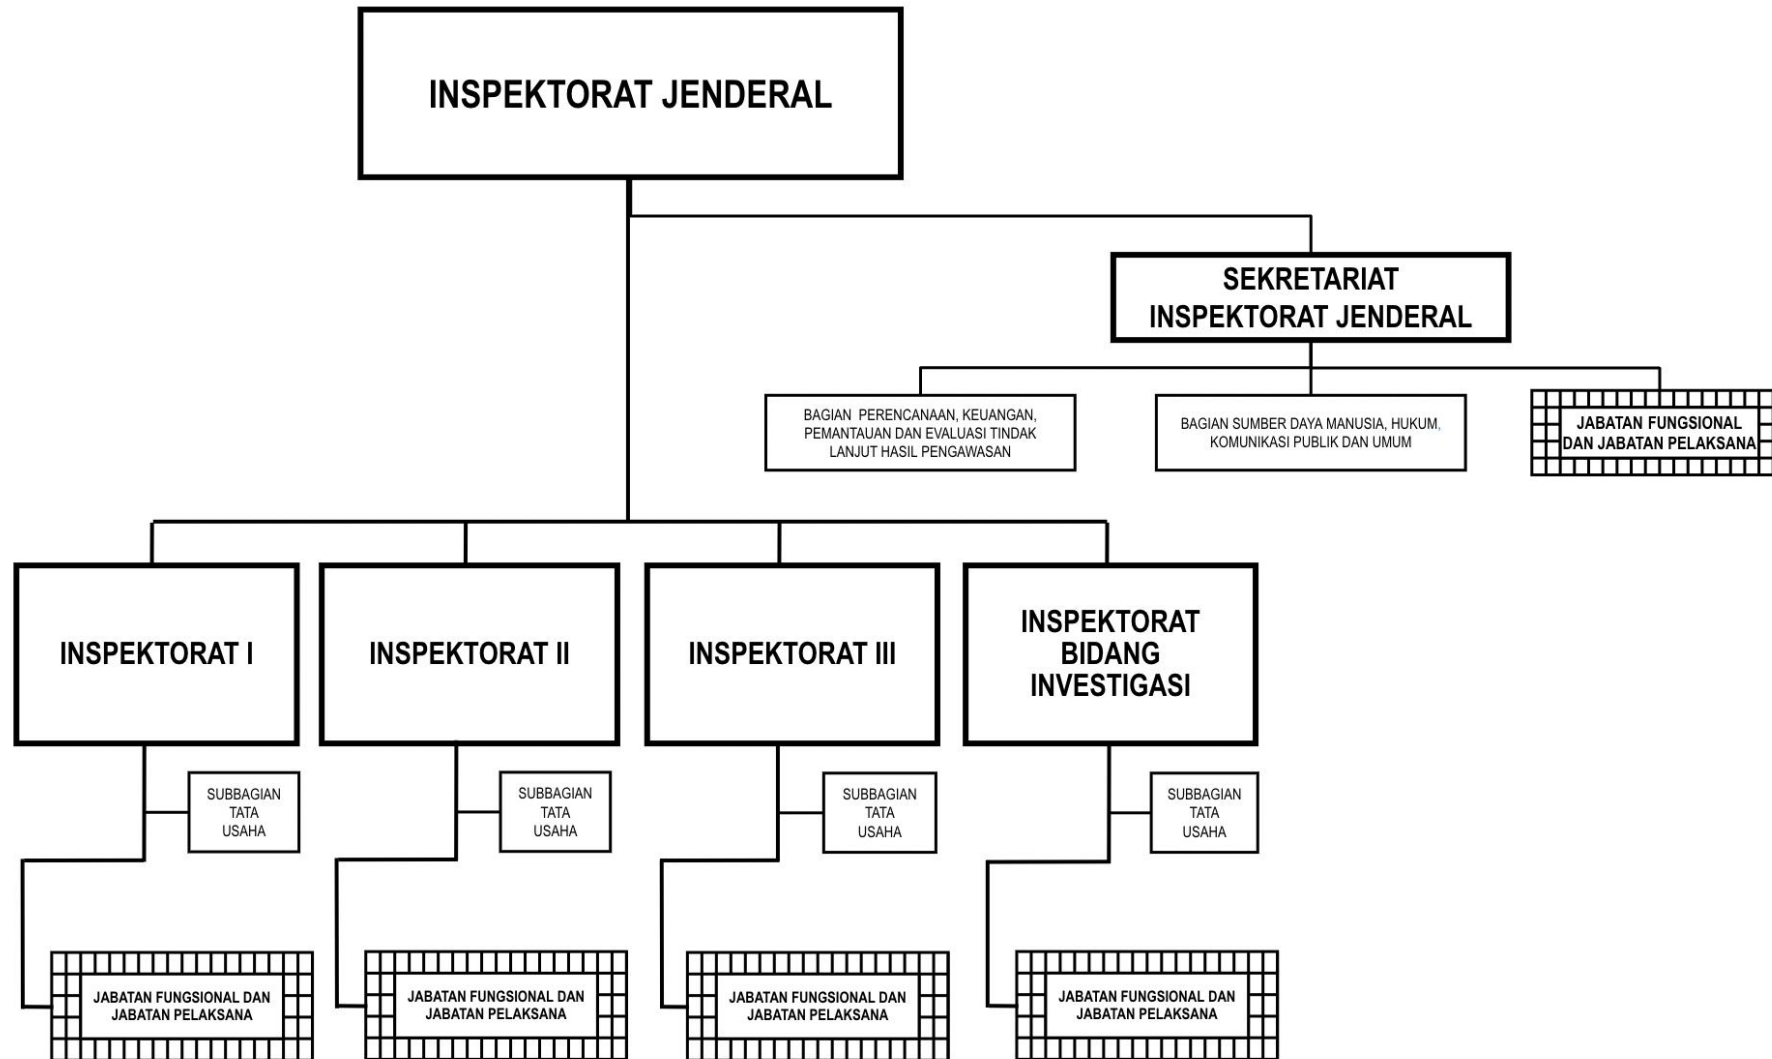 INSPEKTORAT JENDERAL
SEKRETARIAT
INSPEKTORAT JENDERAL
BAGIAN PERENCANAAN, KEUANGAN,
PEMANTAUAN DAN EVALUASI TINDAK
LANJUT HASIL PENGAWASAN
BAGIAN SUMBER DAYA MANUSIA, HUKUM,
KOMUNIKASI PUBLIK DAN UMUM
JABATAN FUNGSIONAL
DAN JABATAN PELAKSANA
INSPEKTORAT I
INSPEKTORAT II
INSPEKTORAT III
INSPEKTORAT
BIDANG
INVESTIGASI
SUBBAGIAN
TATA
USAHA
SUBBAGIAN
TATA
USAHA
SUBBAGIAN
TATA
USAHA
SUBBAGIAN
TATA
USAHA
JABATAN FUNGSIONAL DAN
JABATAN PELAKSANA
JABATAN FUNGSIONAL DAN
JABATAN PELAKSANA
JABATAN FUNGSIONAL DAN
JABATAN PELAKSANA
JABATAN FUNGSIONAL DAN
JABATAN PELAKSANA